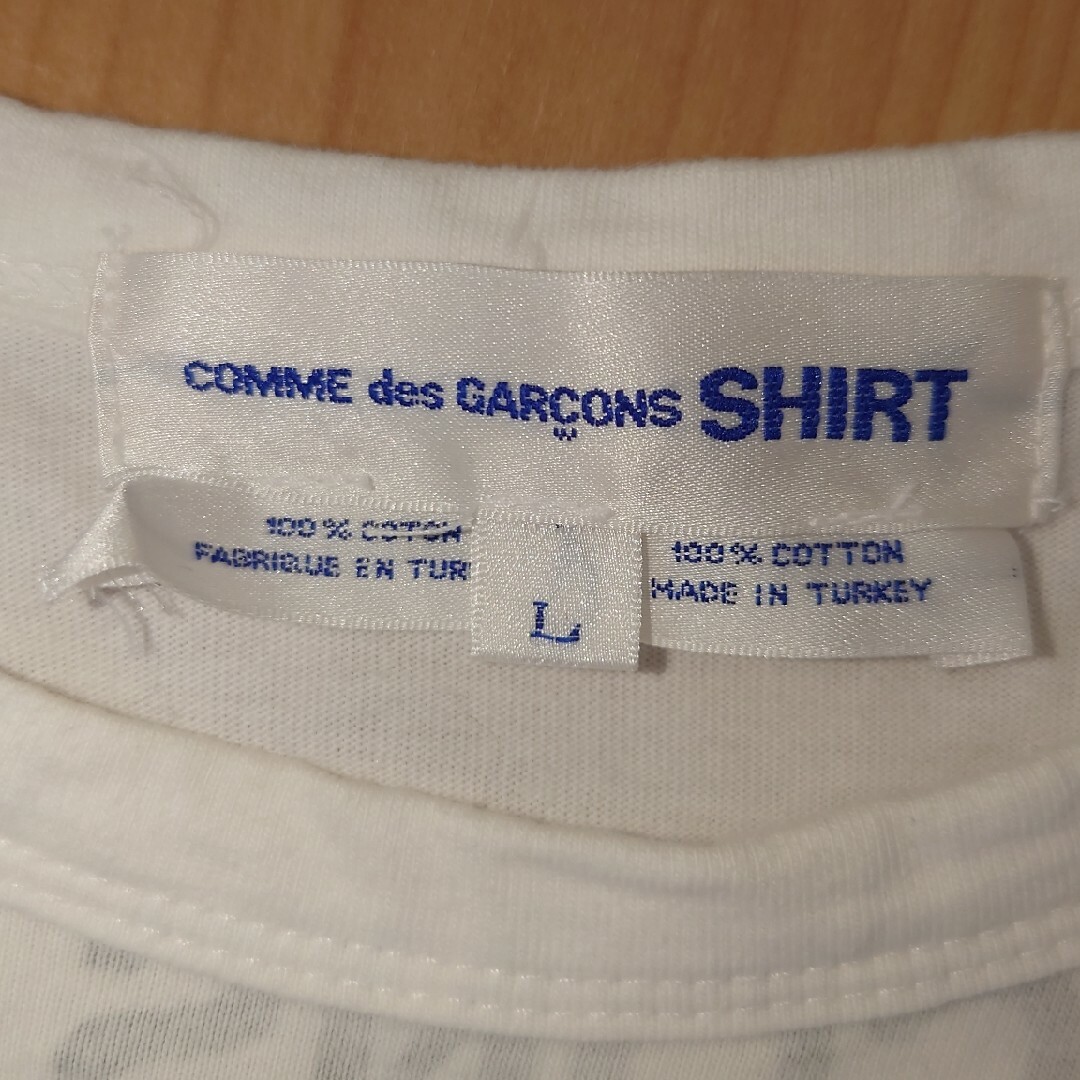 COMME des GARÇONS SHIRT
100% COTON
FABRIQUE EN TUR
L
100% COTTON
MADE IN TURKEY